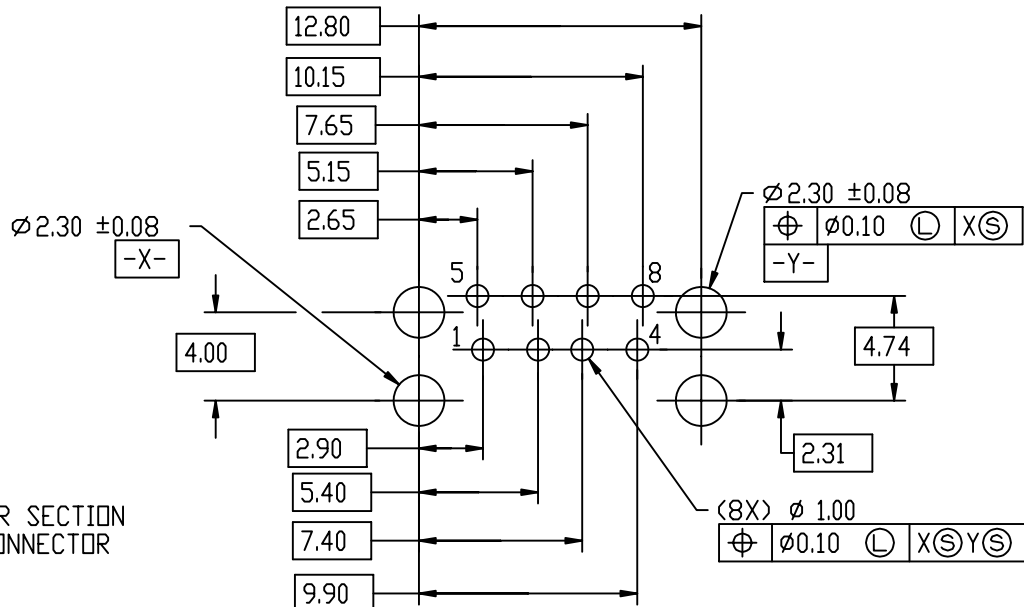 12.80
10.15
7.65
5.15
2.65
Ø2.30 ±0.08
-X-
Ø2.30 ±0.08
⌖ Ø0.10 Ⓛ XⓈ
-Y-
5 8
1 4
4.00
4.74
2.31
2.90
5.40
7.40
9.90
(8X) Ø 1.00
⌖ Ø0.10 Ⓛ XⓈYⓈ
SECTION